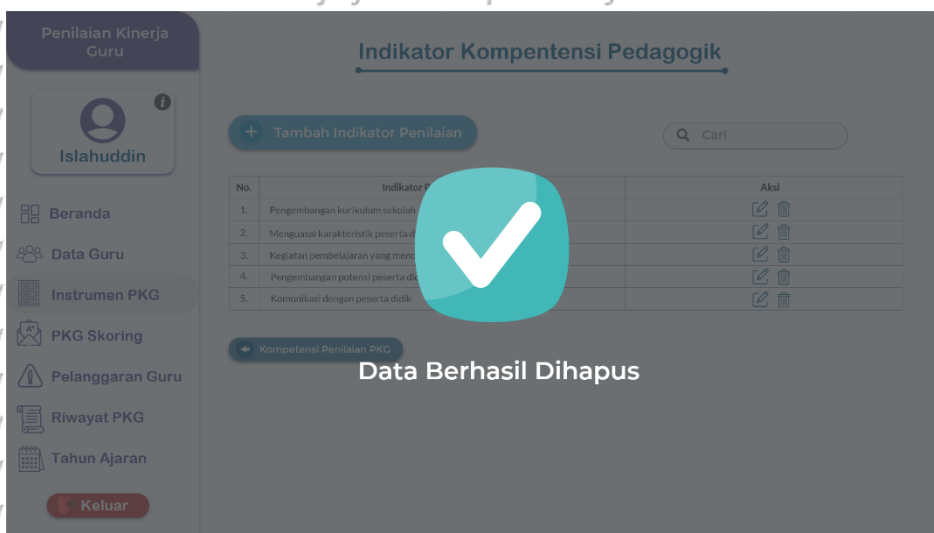 Penilaian Kinerja
Guru
Indikator Kompentensi Pedagogik
i
Islahuddin
+ Tambah Indikator Penilaian
Cari
No. Indikator Aksi
1. Pengembangan kurikulum sekolah
2. Menguasai karakteristik peserta
3. Kegiatan pembelajaran yang
4. Pengembangan potensi peserta
5. Komunikasi dengan peserta didik
Beranda
Data Guru
Instrumen PKG
PKG Skoring
Pelanggaran Guru
Riwayat PKG
Tahun Ajaran
Keluar
Kompetensi Penilaian PKG
Data Berhasil Dihapus